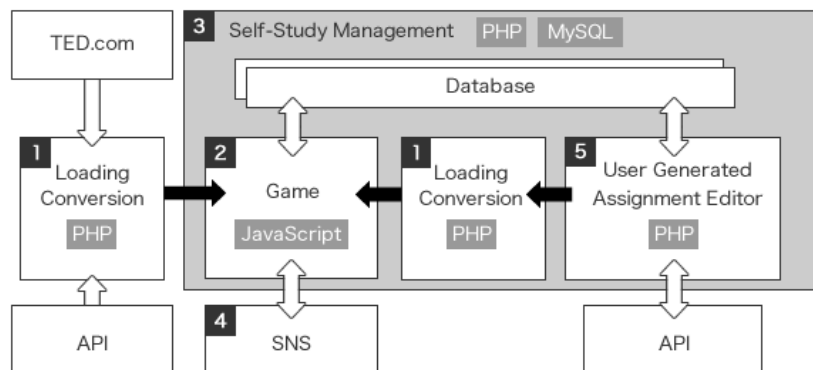 TED.com
3 Self-Study Management PHP MySQL
Database
1
Loading
Conversion
PHP
2
Game
JavaScript
1
Loading
Conversion
PHP
5
User Generated
Assignment Editor
PHP
API
4
SNS
API